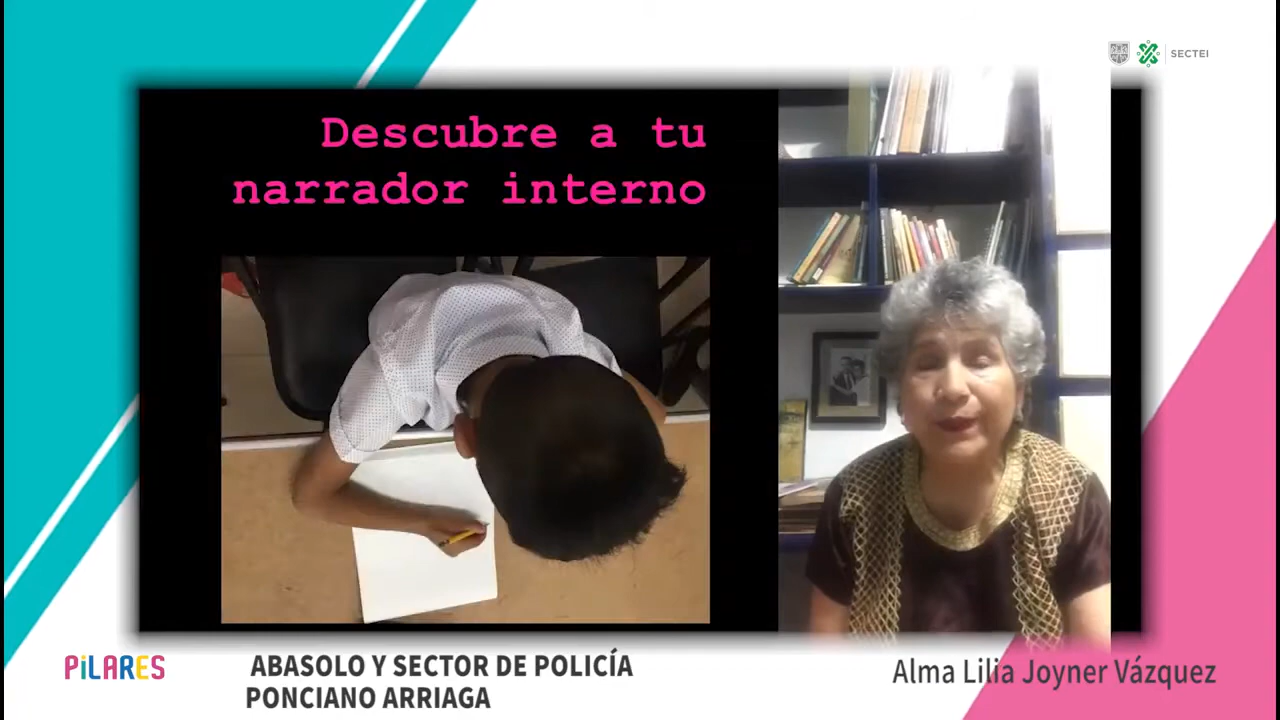 SECTEI
Descubre a tu
narrador interno
PiLARES
ABASOLO Y SECTOR DE POLICÍA
PONCIANO ARRIAGA
Alma Lilia Joyner Vázquez